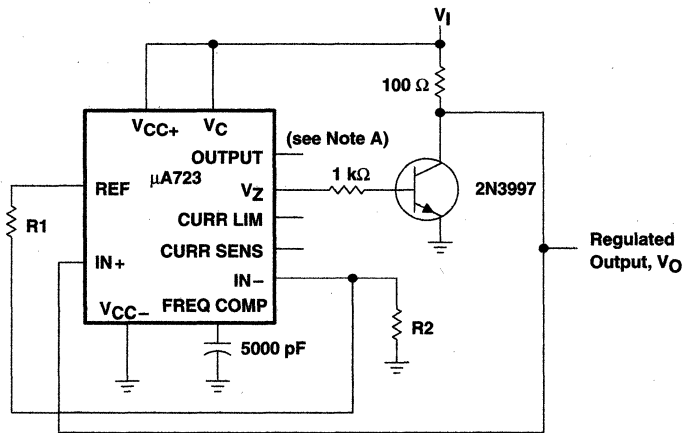 VI
100 Ω
VCC+
VC
OUTPUT
(see Note A)
μA723
REF
VZ
1 kΩ
2N3997
R1
CURR LIM
CURR SENS
IN+
IN−
Regulated
Output, VO
VCC−
FREQ COMP
R2
5000 pF